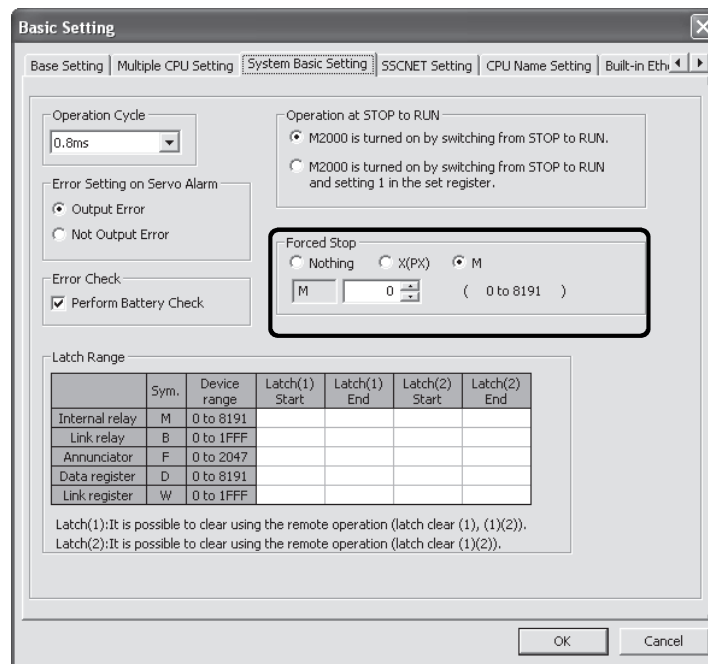 Basic Setting
Base Setting Multiple CPU Setting System Basic Setting SSCNET Setting CPU Name Setting Built-in Eth
Operation Cycle
0.8ms
Error Setting on Servo Alarm
Output Error
Not Output Error
Error Check
Perform Battery Check
Operation at STOP to RUN
M2000 is turned on by switching from STOP to RUN.
M2000 is turned on by switching from STOP to RUN
and setting 1 in the set register.
Forced Stop
Nothing X(PX) M
M 0 ( 0 to 8191 )
Latch Range
Sym. Device range Latch(1) Start Latch(1) End Latch(2) Start Latch(2) End
Internal relay M 0 to 8191
Link relay B 0 to 1FFF
Annunciator F 0 to 2047
Data register D 0 to 8191
Link register W 0 to 1FFF
Latch(1):It is possible to clear using the remote operation (latch clear (1), (1)(2)).
Latch(2):It is possible to clear using the remote operation (latch clear (1)(2)).
OK Cancel